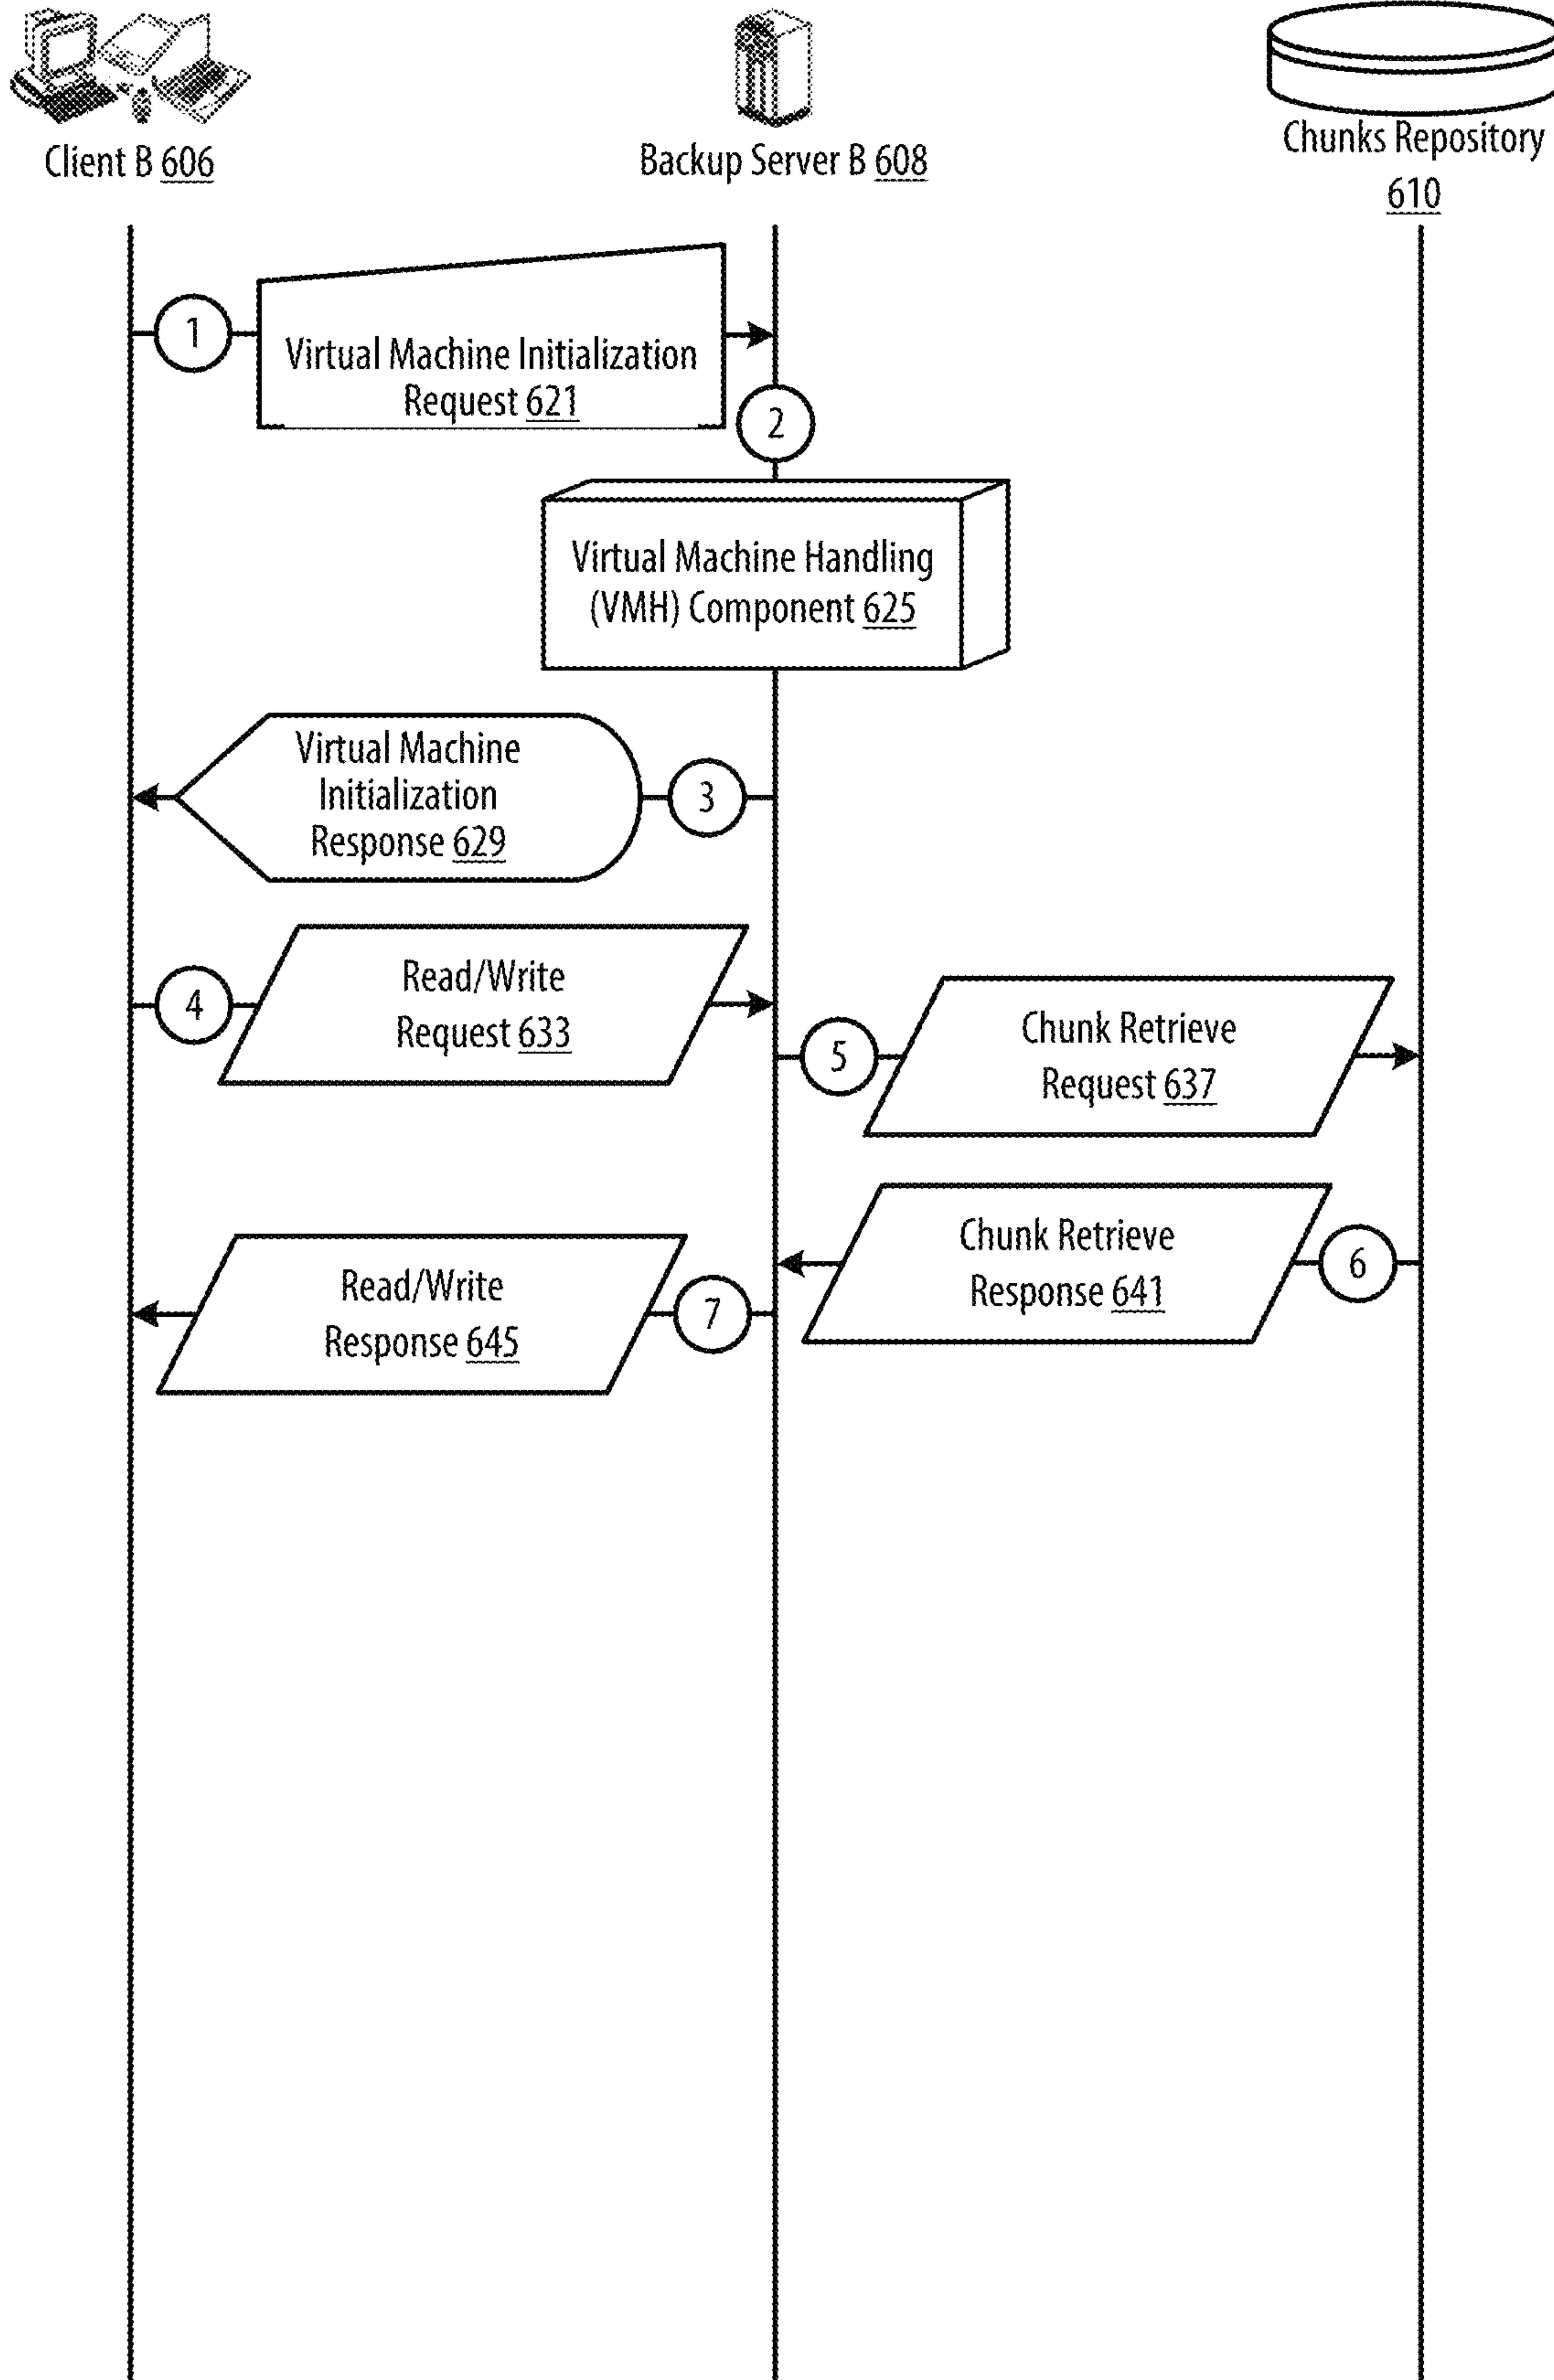 Client B 606
Backup Server B 608
Chunks Repository
610
1
Virtual Machine Initialization
Request 621
2
Virtual Machine Handling
(VMH) Component 625
Virtual Machine
Initialization
Response 629
3
4
Read/Write
Request 633
5
Chunk Retrieve
Request 637
Chunk Retrieve
Response 641
6
Read/Write
Response 645
7